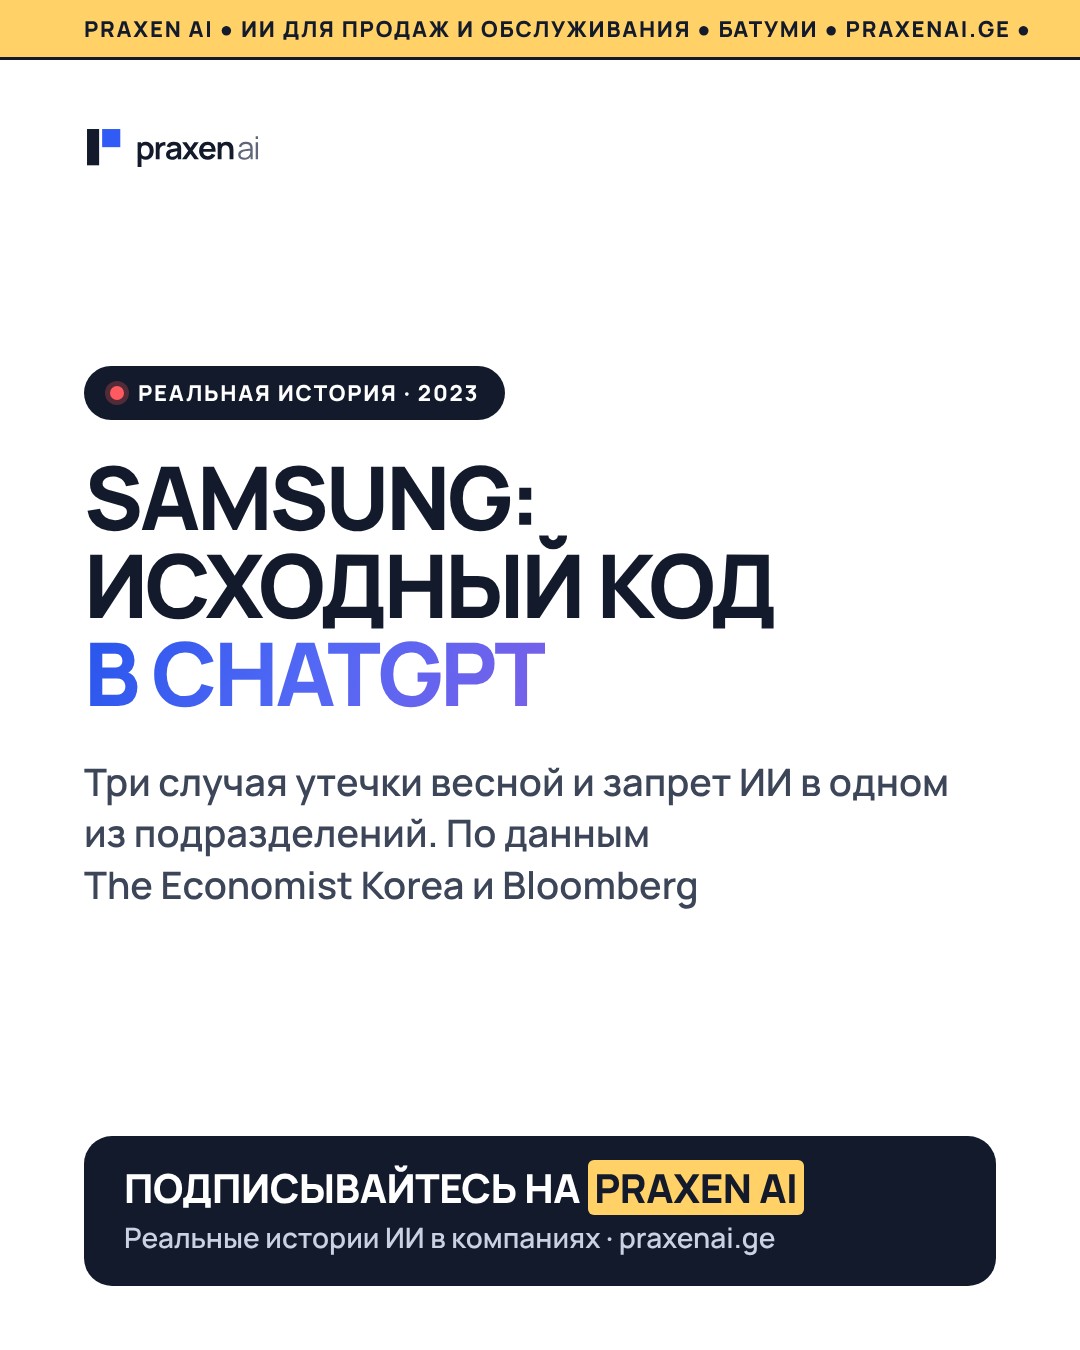 PRAXEN AI ● ИИ ДЛЯ ПРОДАЖ И ОБСЛУЖИВАНИЯ ● БАТУМИ ● PRAXENAI.GE ●
praxen ai
РЕАЛЬНАЯ ИСТОРИЯ · 2023
SAMSUNG:
ИСХОДНЫЙ КОД
В CHATGPT
Три случая утечки весной и запрет ИИ в одном
из подразделений. По данным
The Economist Korea и Bloomberg
ПОДПИСЫВАЙТЕСЬ НА PRAXEN AI
Реальные истории ИИ в компаниях · praxenai.ge